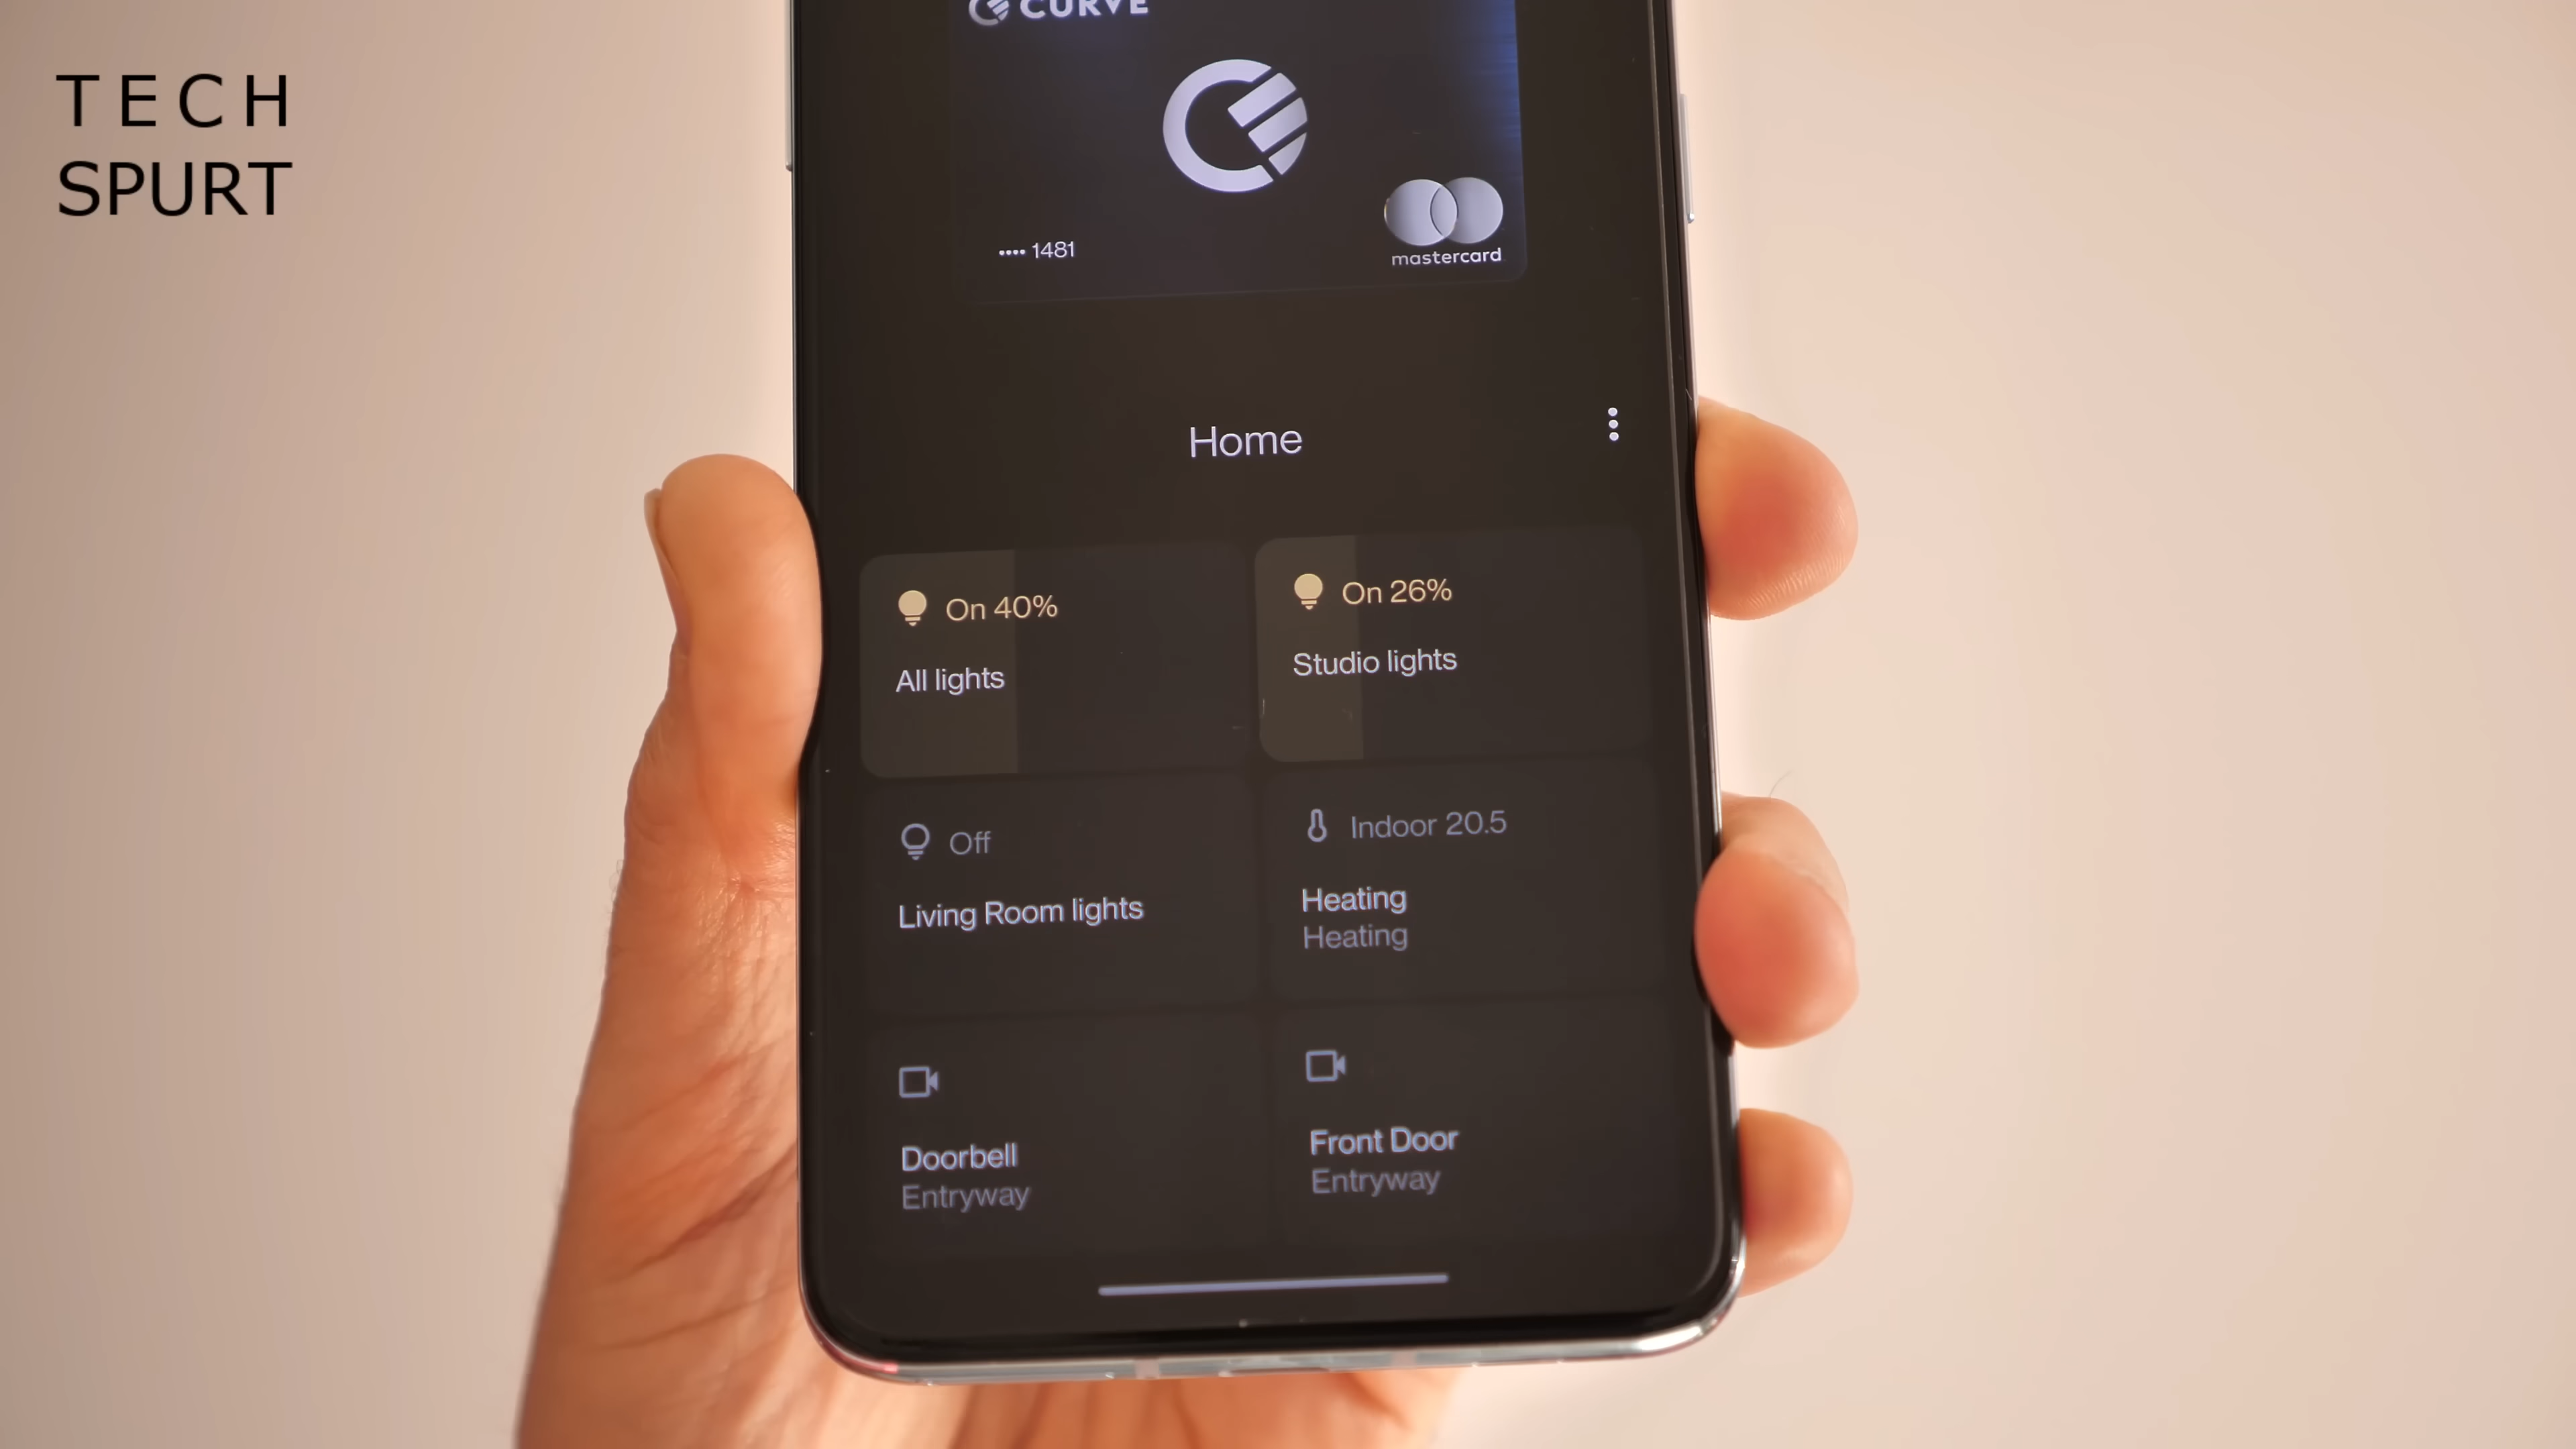 TECH
SPURT
CURVE
•••• 1481
mastercard
Home
On 40%
All lights
On 26%
Studio lights
Off
Living Room lights
Indoor 20.5
Heating
Heating
Doorbell
Entryway
Front Door
Entryway